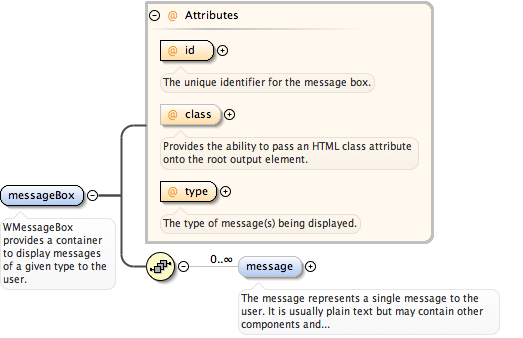 Attributes
@ id
The unique identifier for the message box.
@ class
Provides the ability to pass an HTML class attribute
onto the root output element.
@ type
The type of message(s) being displayed.
messageBox
WMessageBox
provides a container
to display messages
of a given type to the
user.
0..∞
message
The message represents a single message to the
user. It is usually plain text but may contain other
components and...